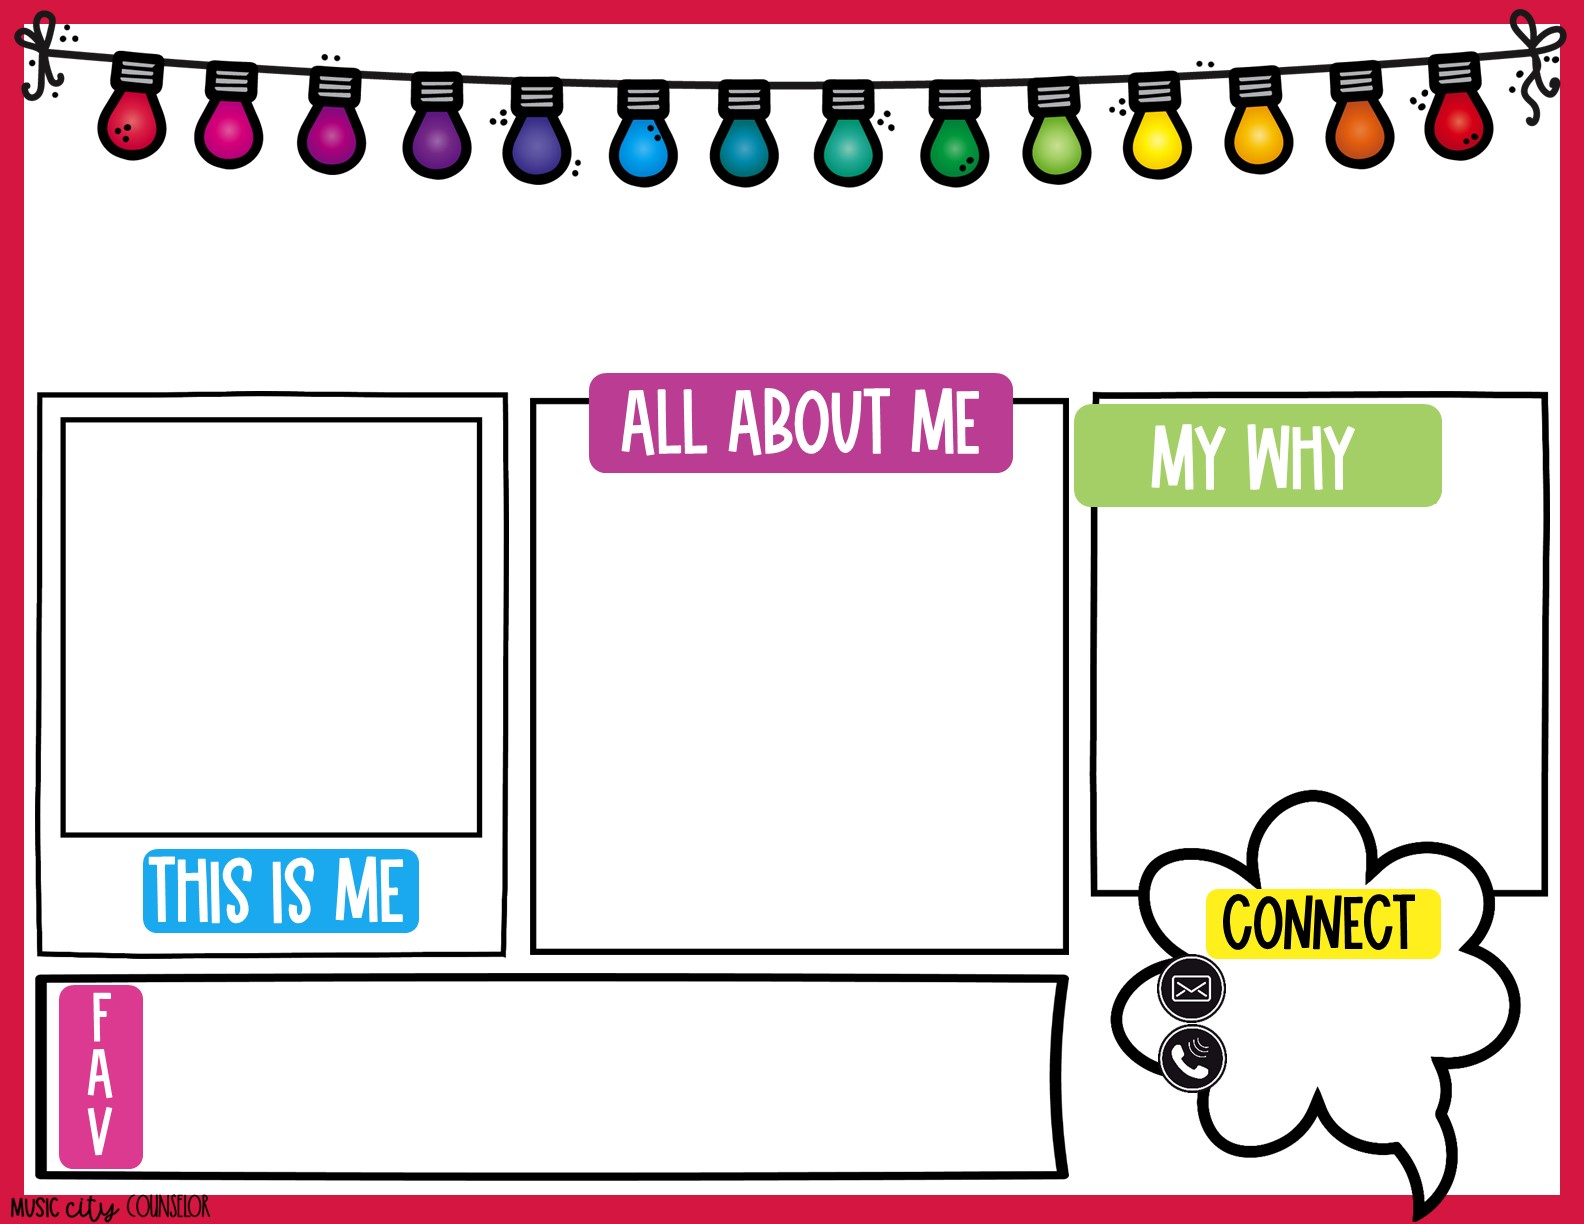 ALL ABOUT ME
MY WHY
THIS IS ME
CONNECT
F
A
V
MUSIC city COUNSELOR